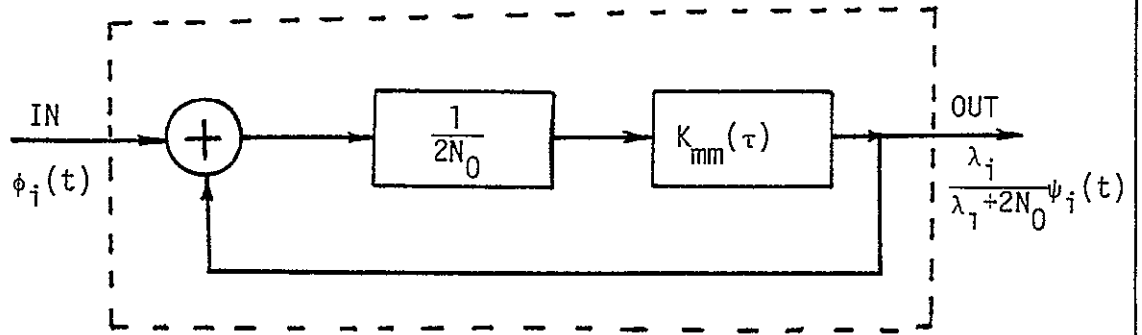 IN
ϕᵢ(t)
+
1
2N₀
Kₘₘ(τ)
OUT
λᵢ
λᵢ+2N₀ ψᵢ(t)